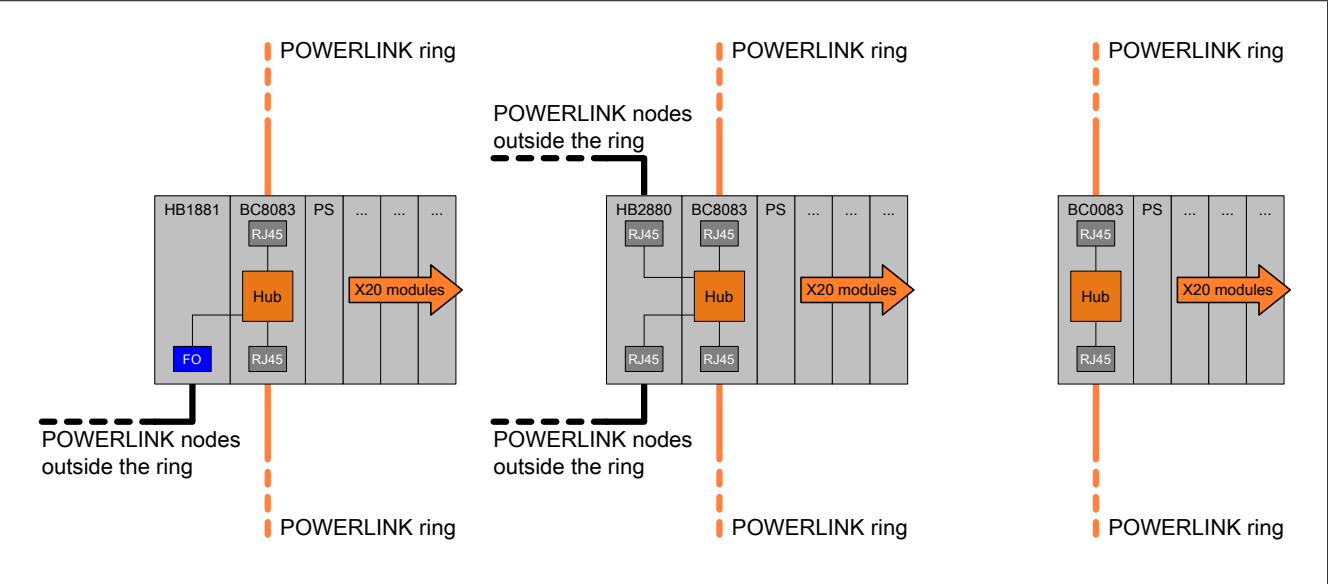 POWERLINK ring
POWERLINK ring
POWERLINK ring
POWERLINK nodes
outside the ring
HB1881 BC8083 PS ... ... ...
RJ45
Hub
X20 modules
FO
RJ45
HB2880 BC8083 PS ... ... ...
RJ45 RJ45
Hub
X20 modules
RJ45 RJ45
BC0083 PS ... ... ...
RJ45
Hub
X20 modules
RJ45
POWERLINK nodes
outside the ring
POWERLINK nodes
outside the ring
POWERLINK ring
POWERLINK ring
POWERLINK ring